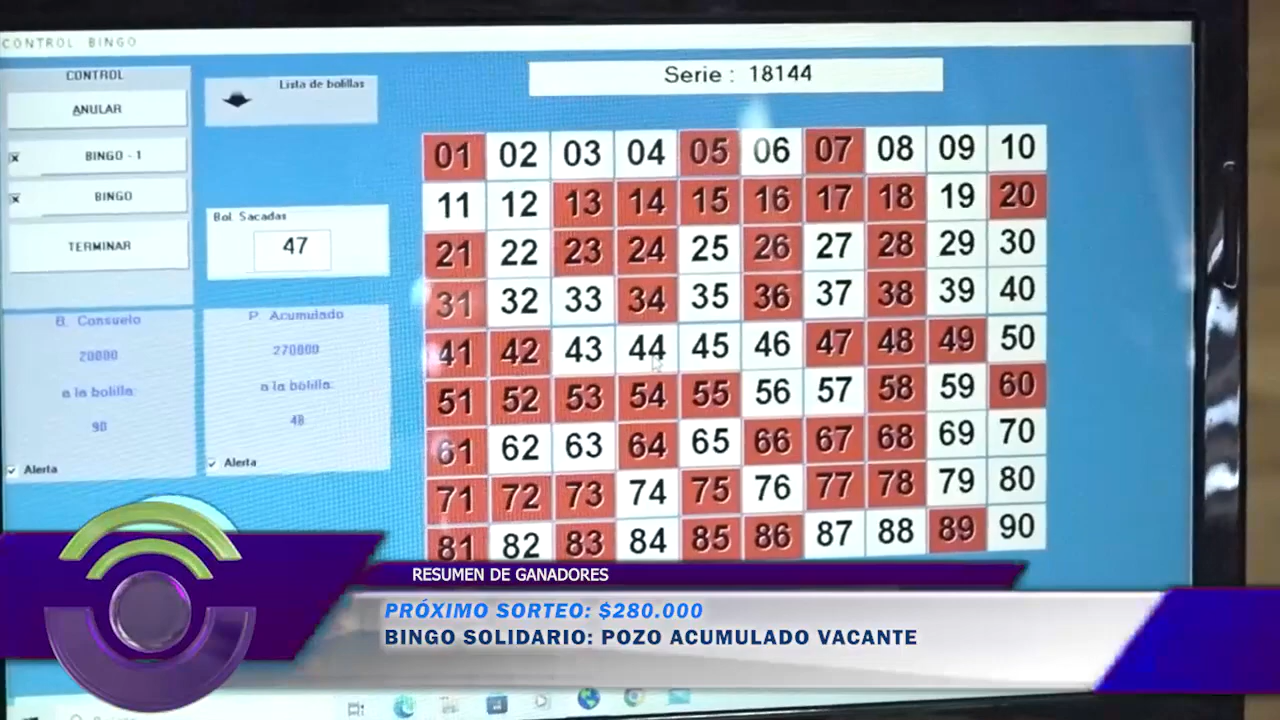 CONTROL BINGO
CONTROL
ANULAR
BINGO - 1
BINGO
TERMINAR
Lista de bolillas
Bol. Sacadas
47
B. Consuelo
20000
a la bolilla:
90
Alerta
P. Acumulado
270000
a la bolilla:
48
Alerta
Serie : 18144
01 02 03 04 05 06 07 08 09 10
11 12 13 14 15 16 17 18 19 20
21 22 23 24 25 26 27 28 29 30
31 32 33 34 35 36 37 38 39 40
41 42 43 44 45 46 47 48 49 50
51 52 53 54 55 56 57 58 59 60
61 62 63 64 65 66 67 68 69 70
71 72 73 74 75 76 77 78 79 80
81 82 83 84 85 86 87 88 89 90
RESUMEN DE GANADORES
PRÓXIMO SORTEO: $280.000
BINGO SOLIDARIO: POZO ACUMULADO VACANTE